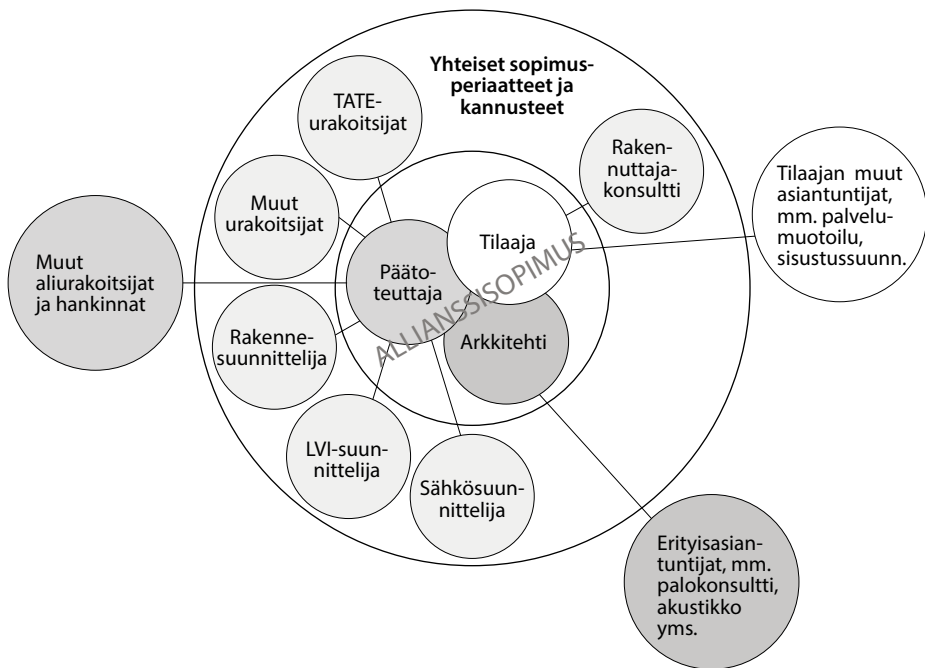 Yhteiset sopimus-
periaatteet ja
kannusteet
TATE-
urakoitsijat
Raken-
nuttaja-
konsultti
Tilaajan muut
asiantuntijat,
mm. palvelu-
muotoilu,
sisustussuunn.
Muut
urakoitsijat
Tilaaja
Muut
aliurakoitsijat
ja hankinnat
Pääto-
teuttaja
ALLIANSSISOPIMUS
Arkkitehti
Rakenne-
suunnittelija
LVI-suun-
nittelija
Sähkösuun-
nittelija
Erityisasian-
tuntijat, mm.
palokonsultti,
akustikko
yms.